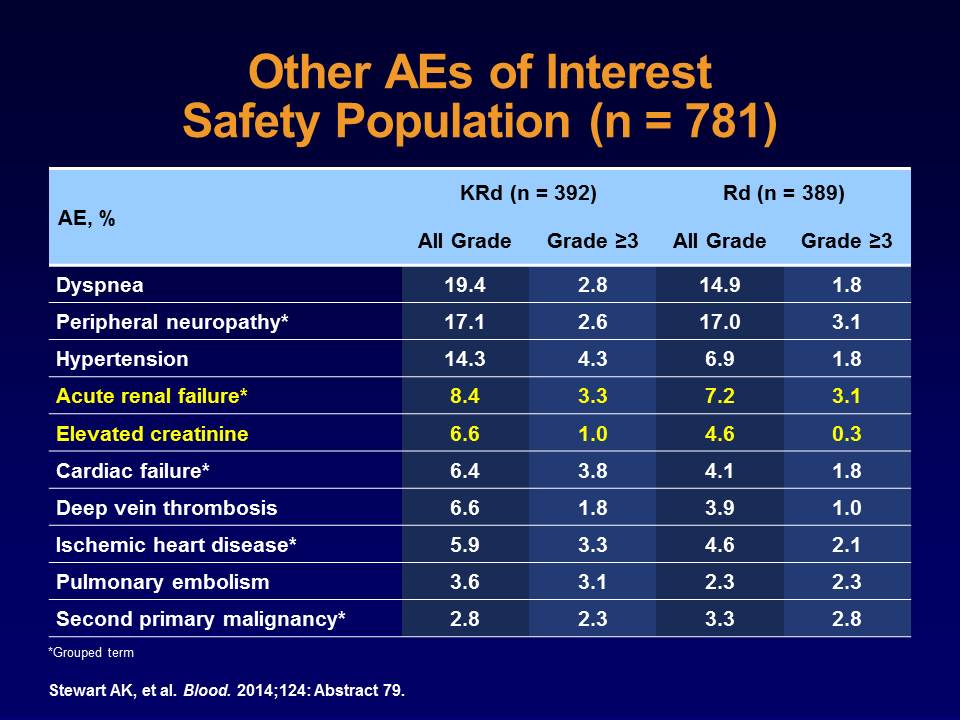 Other AEs of Interest
Safety Population (n = 781)
AE, % KRd (n = 392) Rd (n = 389)
All Grade Grade ≥3 All Grade Grade ≥3
Dyspnea 19.4 2.8 14.9 1.8
Peripheral neuropathy* 17.1 2.6 17.0 3.1
Hypertension 14.3 4.3 6.9 1.8
Acute renal failure* 8.4 3.3 7.2 3.1
Elevated creatinine 6.6 1.0 4.6 0.3
Cardiac failure* 6.4 3.8 4.1 1.8
Deep vein thrombosis 6.6 1.8 3.9 1.0
Ischemic heart disease* 5.9 3.3 4.6 2.1
Pulmonary embolism 3.6 3.1 2.3 2.3
Second primary malignancy* 2.8 2.3 3.3 2.8
*Grouped term
Stewart AK, et al. Blood. 2014;124: Abstract 79.